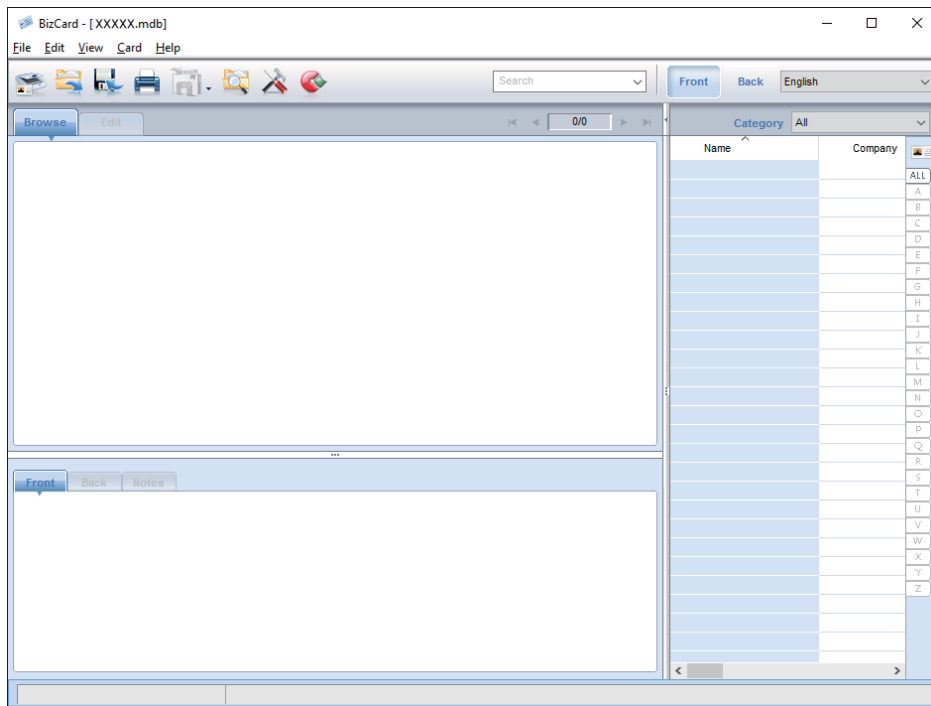 BizCard - [ XXXXX.mdb]
File Edit View Card Help
Search
Front Back English
Browse Edit 0/0
Category All
Name Company
ALL
A
B
C
D
E
F
G
H
I
J
K
L
M
N
O
P
Q
R
S
T
U
V
W
X
Y
Z
Front Back Notes